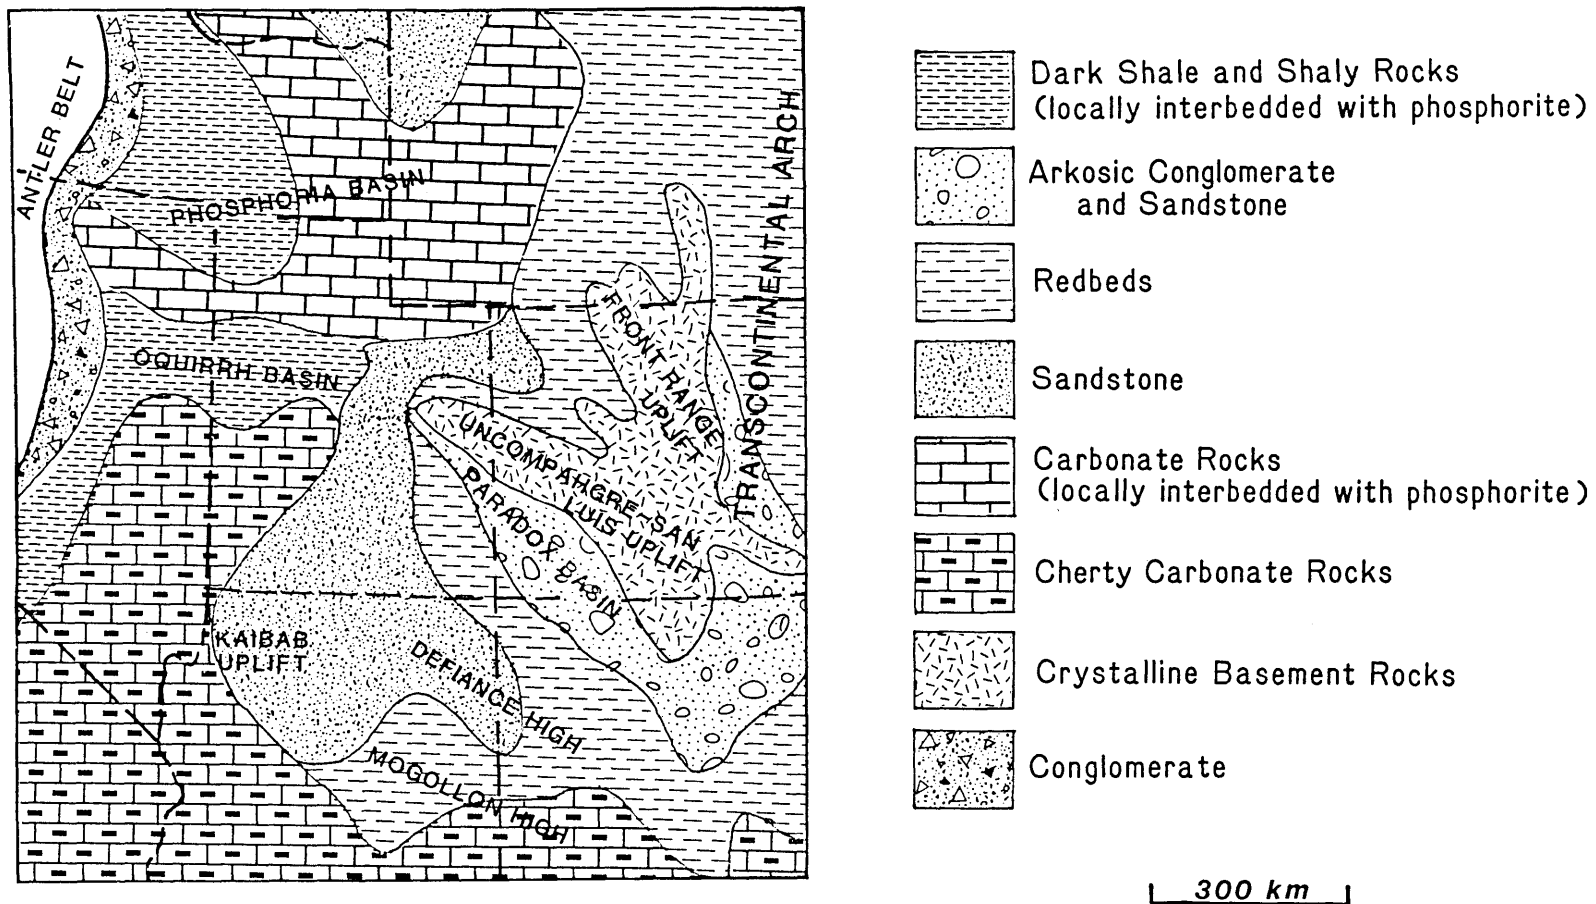 ANTLER BELT
PHOSPHORIA BASIN
OQUIRRH BASIN
FRONT RANGE
UPLIFT
TRANSCONTINENTAL ARCH
UNCOMPAHGRE-SAN
LUIS UPLIFT
PARADOX BASIN
KAIBAB
UPLIFT
DEFIANCE HIGH
MOGOLLON HIGH
Dark Shale and Shaly Rocks
(locally interbedded with phosphorite)
Arkosic Conglomerate
and Sandstone
Redbeds
Sandstone
Carbonate Rocks
(locally interbedded with phosphorite)
Cherty Carbonate Rocks
Crystalline Basement Rocks
Conglomerate
300 km